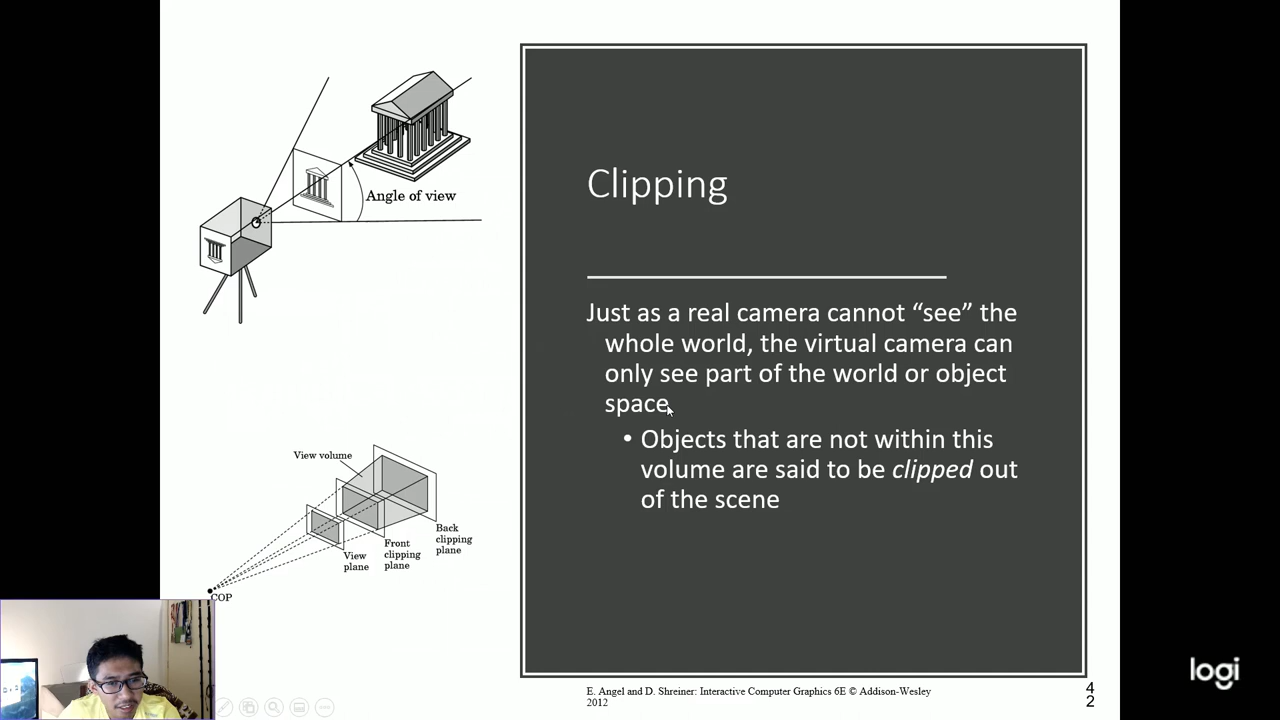 Angle of view
View volume
Back
clipping
plane
Front
clipping
plane
View
plane
COP
Clipping
Just as a real camera cannot “see” the
whole world, the virtual camera can
only see part of the world or object
space
• Objects that are not within this
volume are said to be clipped out
of the scene
E. Angel and D. Shreiner: Interactive Computer Graphics 6E © Addison-Wesley
2012
4
2
logi